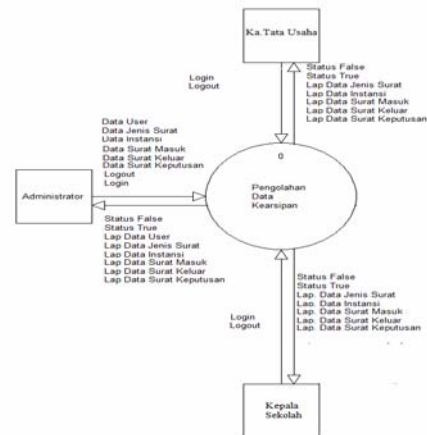 Ka.Tata Usaha
Login
Logout
Status False
Status True
Lap Data Jenis Surat
Lap Data Instansi
Lap Data Surat Masuk
Lap Data Surat Keluar
Lap Data Surat Keputusan
Data User
Data Jenis Surat
Data Instansi
Data Surat Masuk
Data Surat Keluar
Data Surat Keputusan
Logout
Login
0
Pengolahan
Data
Kearsipan
Administrator
Status False
Status True
Lap Data User
Lap Data Jenis Surat
Lap Data Instansi
Lap Data Surat Masuk
Lap Data Surat Keluar
Lap Data Surat Keputusan
Status False
Status True
Lap. Data Jenis Surat
Lap. Data Instansi
Lap. Data Surat Masuk
Lap. Data Surat Keluar
Lap. Data Surat Keputusan
Login
Logout
Kepala
Sekolah